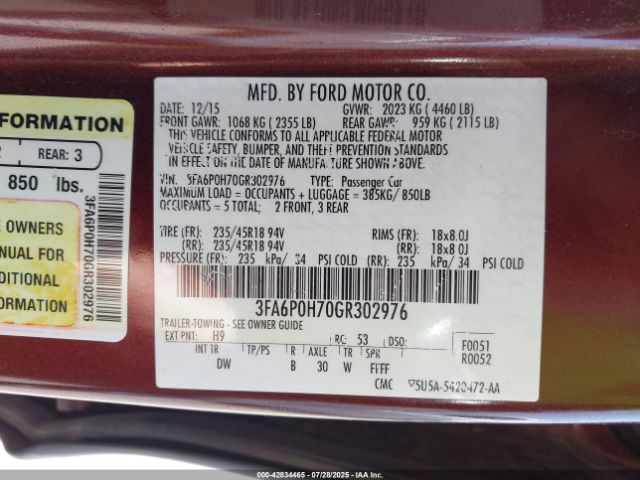 FORMATION
REAR: 3
850 lbs.
E OWNERS
ANUAL FOR
DDITIONAL
ORMATION
3FA6P0H70GR302976
MFD. BY FORD MOTOR CO.
DATE: 12/15 GVWR: 2023 KG ( 4460 LB)
FRONT GAWR: 1068 KG ( 2355 LB) REAR GAWR: 959 KG ( 2115 LB)
THIS VEHICLE CONFORMS TO ALL APPLICABLE FEDERAL MOTOR
VEHICLE SAFETY, BUMPER, AND THEFT PREVENTION STANDARDS
IN EFFECT ON THE DATE OF MANUFACTURE SHOWN ABOVE.
VIN: 3FA6P0H70GR302976 TYPE: Passenger Car
MAXIMUM LOAD = OCCUPANTS + LUGGAGE = 385KG/ 850LB
OCCUPANTS = 5 TOTAL; 2 FRONT, 3 REAR
TIRE (FR): 235/45R18 94V RIMS (FR): 18x8.0J
(RR): 235/45R18 94V (RR): 18x8.0J
PRESSURE (FR): 235 kPa/ 34 PSI COLD (RR): 235 kPa/ 34 PSI COLD
3FA6P0H70GR302976
TRAILER-TOWING - SEE OWNER GUIDE
EXT PNT: H9 RC: 53 DSO: F0051
R0052
INT TR TP/PS R AXLE TR SPR
DW B 30 W F/FF
CMC 5U5A-5420472-AA
000-42834465 - 07/28/2025 - IAA, Inc.